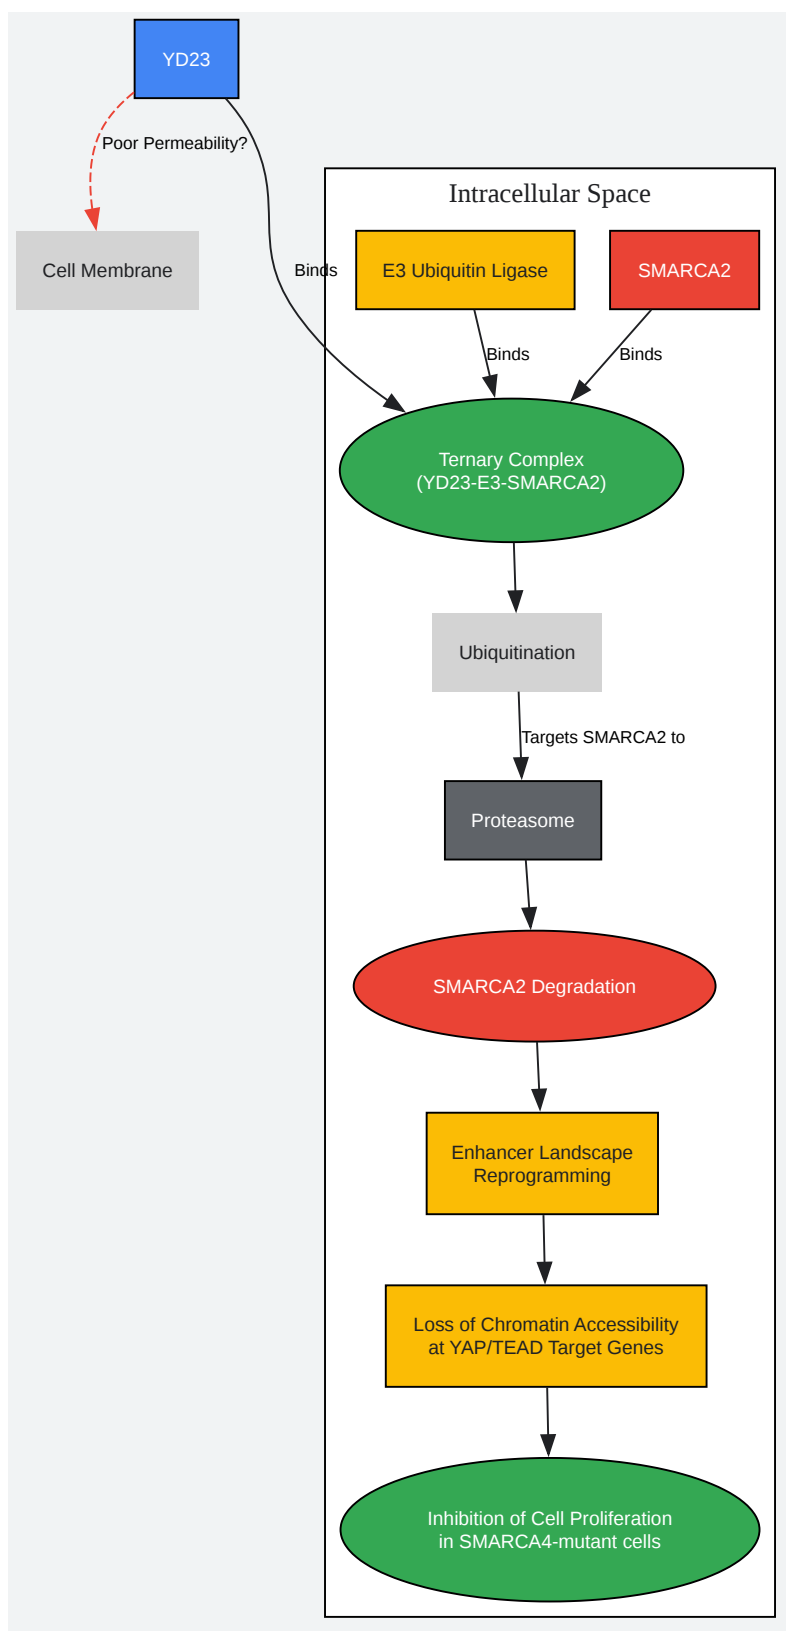 YD23
Poor Permeability?
Intracellular Space
Cell Membrane
Binds
E3 Ubiquitin Ligase
SMARCA2
Binds
Binds
Ternary Complex
(YD23-E3-SMARCA2)
Ubiquitination
Targets SMARCA2 to
Proteasome
SMARCA2 Degradation
Enhancer Landscape
Reprogramming
Loss of Chromatin Accessibility
at YAP/TEAD Target Genes
Inhibition of Cell Proliferation
in SMARCA4-mutant cells